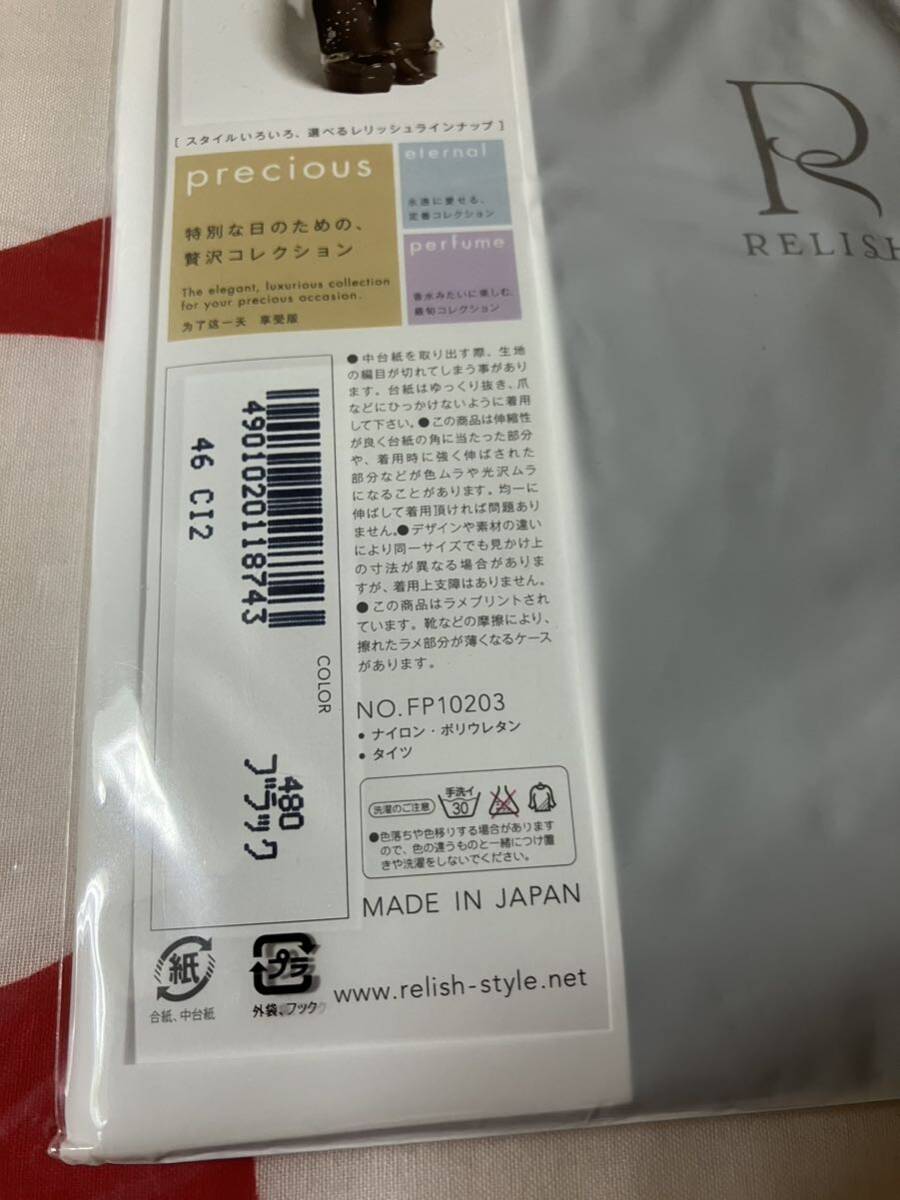 [ スタイルいろいろ、選べるレリッシュラインナップ ]
precious
特別な日のための、
贅沢コレクション
The elegant, luxurious collection
for your precious occasion.
为了这一天 享受版
eternal
永遠に愛せる、
定番コレクション
perfume
香水みたいに楽しむ、
最旬コレクション
RELISH
●中台紙を取り出す際、生地
の編目が切れてしまう事があり
ます。台紙はゆっくり抜き、爪
などにひっかけないように着用
して下さい。●この商品は伸縮性
が良く台紙の角に当たった部分
や、着用時に強く伸ばされた
部分などが色ムラや光沢ムラ
になることがあります。均一に
伸ばして着用頂ければ問題あり
ません。●デザインや素材の違い
により同一サイズでも見かけ上
の寸法が異なる場合がありま
すが、着用上支障はありません。
●この商品はラメプリントされ
ています。靴などの摩擦により、
擦れたラメ部分が薄くなるケース
があります。
4901020118743
46 CI2
COLOR
480
ブラック
NO.FP10203
・ナイロン・ポリウレタン
・タイツ
洗濯のご注意
手洗イ
30
●色落ちや色移りする場合があります
ので、色の違うものと一緒につけ置
きや洗濯をしないでください。
MADE IN JAPAN
紙
合紙、中台紙
プラ
外袋、フック
www.relish-style.net